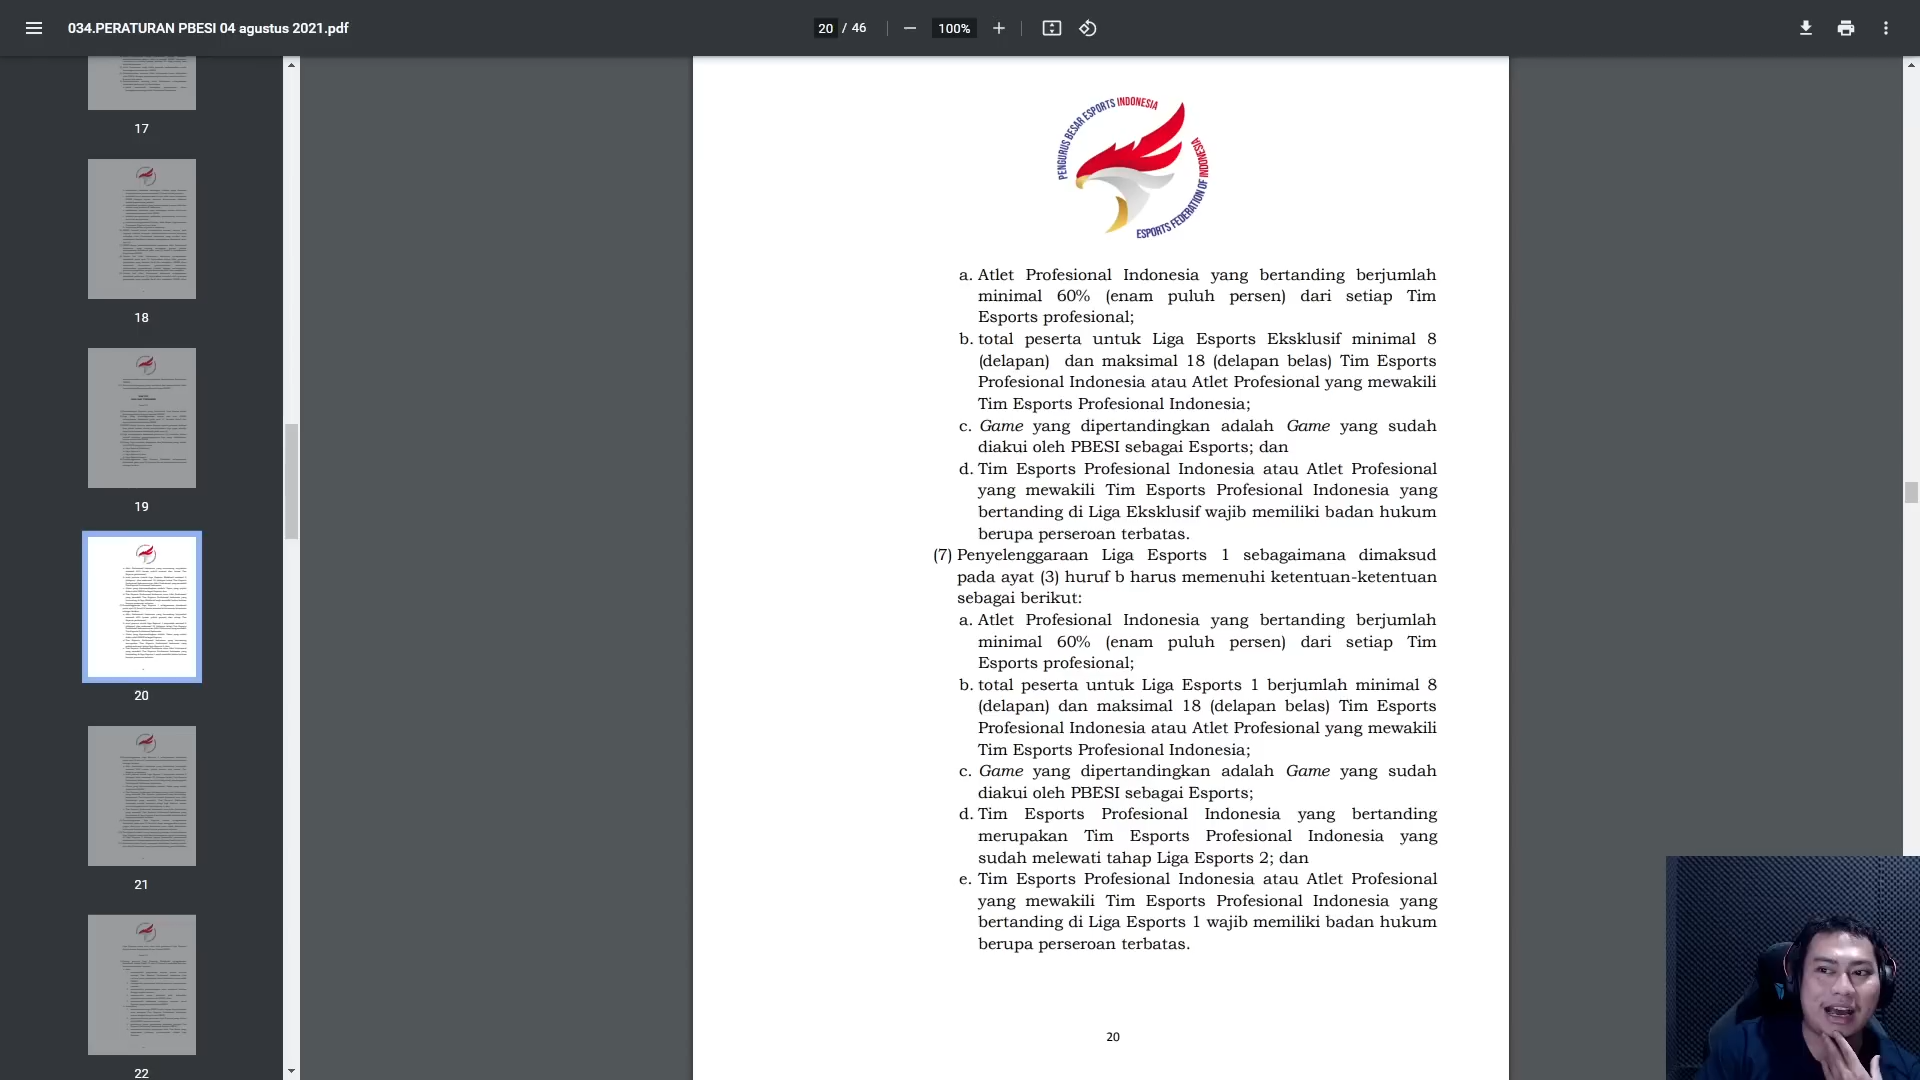 034.PERATURAN PBESI 04 agustus 2021.pdf
20 / 46
100%
17
18
19
20
21
22
PENGURUS BESAR ESPORTS INDONESIA
ESPORTS FEDERATION OF INDONESIA
a. Atlet Profesional Indonesia yang bertanding berjumlah
minimal 60% (enam puluh persen) dari setiap Tim
Esports profesional;
b. total peserta untuk Liga Esports Eksklusif minimal 8
(delapan) dan maksimal 18 (delapan belas) Tim Esports
Profesional Indonesia atau Atlet Profesional yang mewakili
Tim Esports Profesional Indonesia;
c. Game yang dipertandingkan adalah Game yang sudah
diakui oleh PBESI sebagai Esports; dan
d. Tim Esports Profesional Indonesia atau Atlet Profesional
yang mewakili Tim Esports Profesional Indonesia yang
bertanding di Liga Eksklusif wajib memiliki badan hukum
berupa perseroan terbatas.
(7) Penyelenggaraan Liga Esports 1 sebagaimana dimaksud
pada ayat (3) huruf b harus memenuhi ketentuan-ketentuan
sebagai berikut:
a. Atlet Profesional Indonesia yang bertanding berjumlah
minimal 60% (enam puluh persen) dari setiap Tim
Esports profesional;
b. total peserta untuk Liga Esports 1 berjumlah minimal 8
(delapan) dan maksimal 18 (delapan belas) Tim Esports
Profesional Indonesia atau Atlet Profesional yang mewakili
Tim Esports Profesional Indonesia;
c. Game yang dipertandingkan adalah Game yang sudah
diakui oleh PBESI sebagai Esports;
d. Tim Esports Profesional Indonesia yang bertanding
merupakan Tim Esports Profesional Indonesia yang
sudah melewati tahap Liga Esports 2; dan
e. Tim Esports Profesional Indonesia atau Atlet Profesional
yang mewakili Tim Esports Profesional Indonesia yang
bertanding di Liga Esports 1 wajib memiliki badan hukum
berupa perseroan terbatas.
20